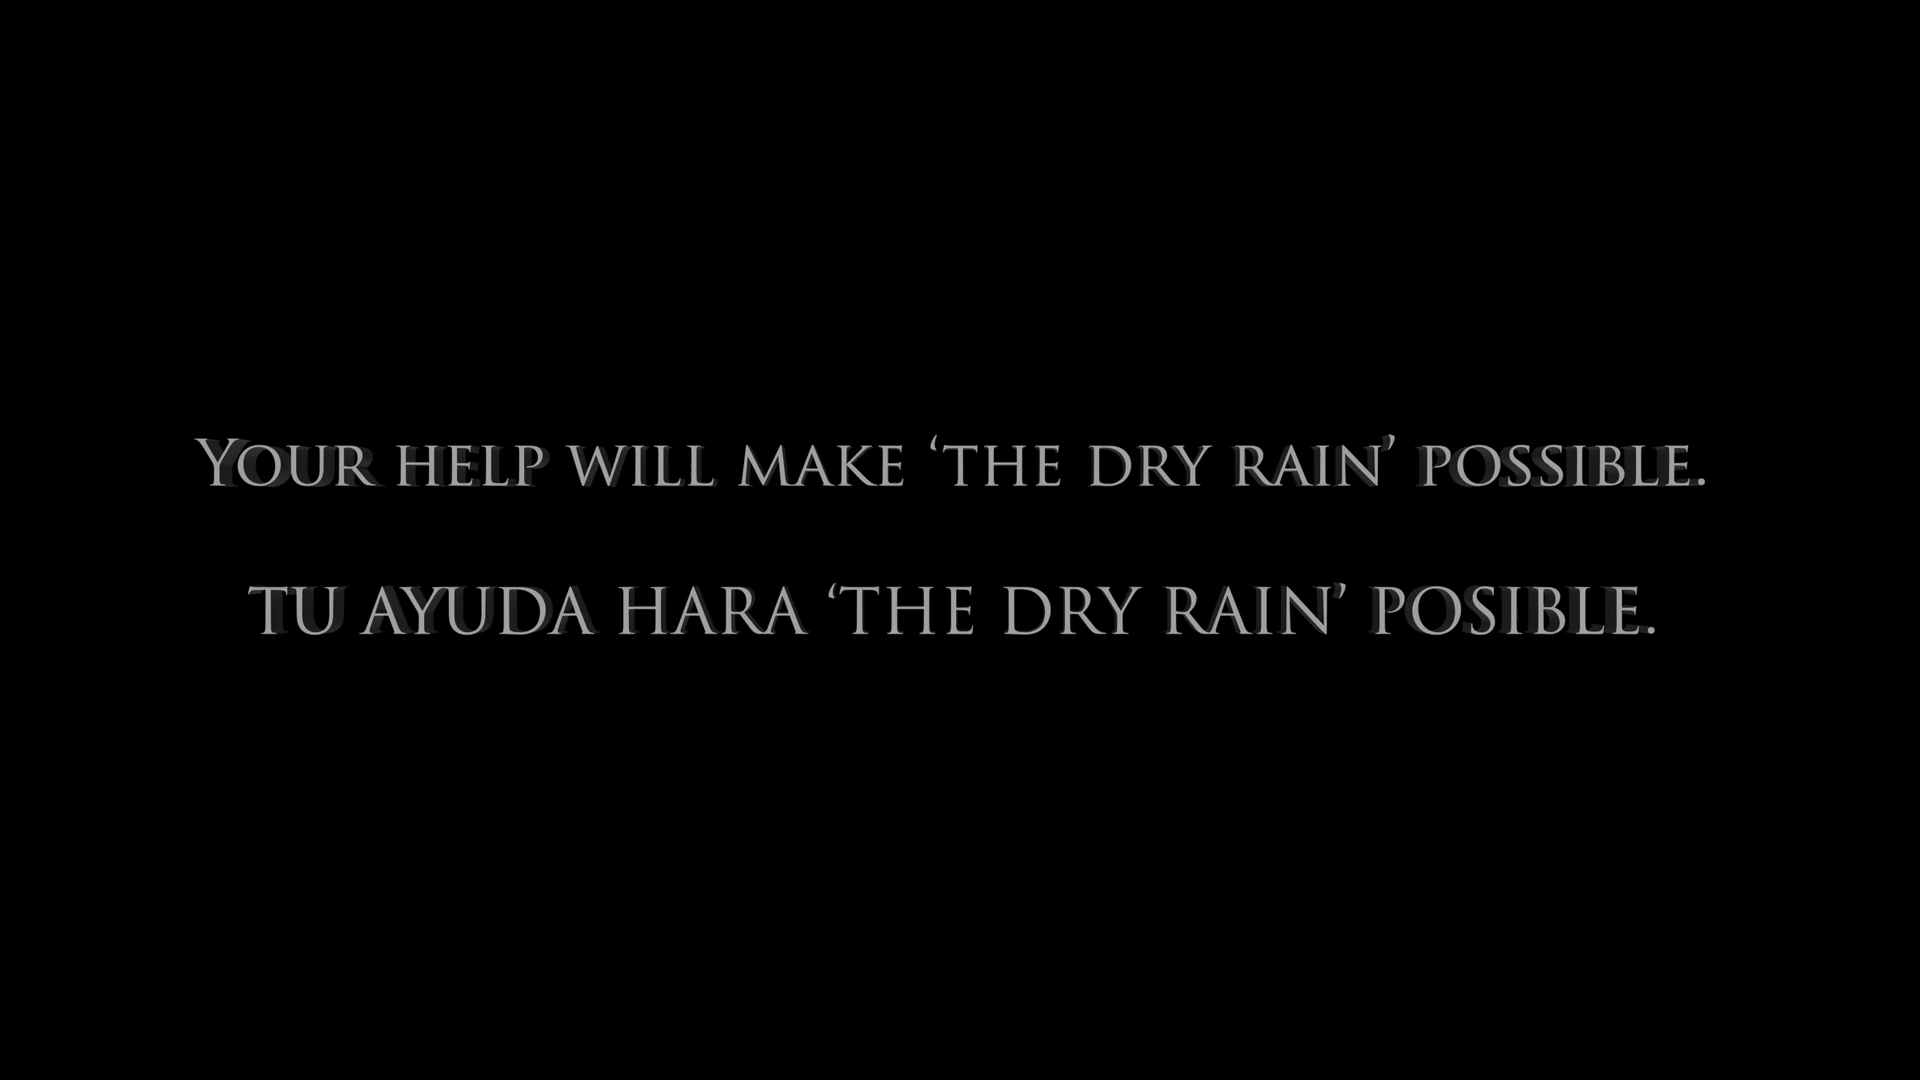 Your help will make ‘the dry rain’ possible.
TU AYUDA HARA ‘THE DRY RAIN’ POSIBLE.